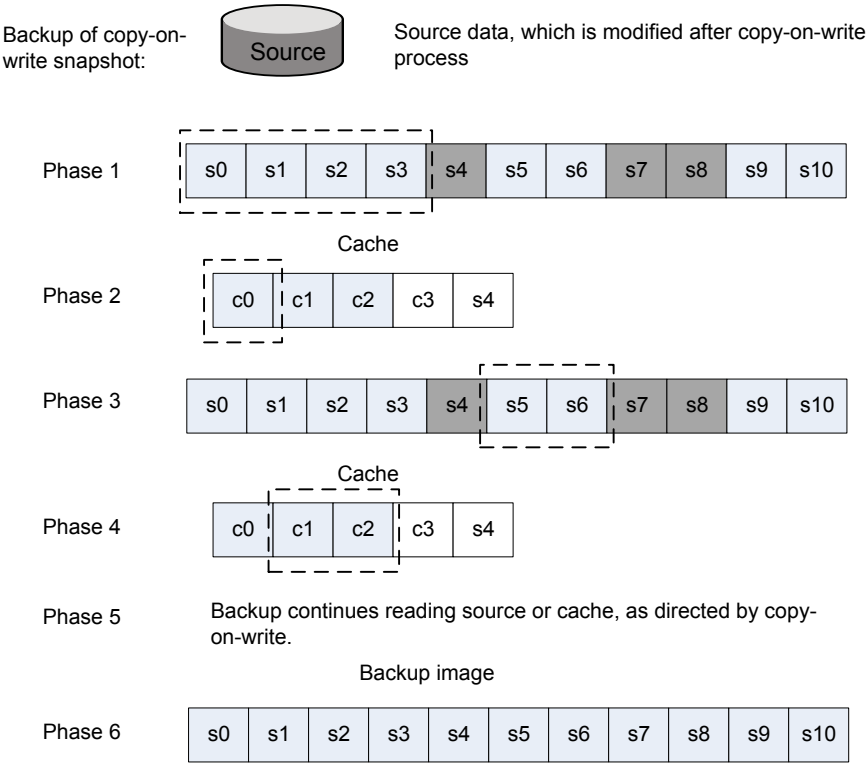 Backup of copy-on-
write snapshot:
Source
Source data, which is modified after copy-on-write
process
Phase 1
s0 s1 s2 s3 s4 s5 s6 s7 s8 s9 s10
Cache
Phase 2
c0 c1 c2 c3 s4
Phase 3
s0 s1 s2 s3 s4 s5 s6 s7 s8 s9 s10
Cache
Phase 4
c0 c1 c2 c3 s4
Phase 5
Backup continues reading source or cache, as directed by copy-
on-write.
Backup image
Phase 6
s0 s1 s2 s3 s4 s5 s6 s7 s8 s9 s10